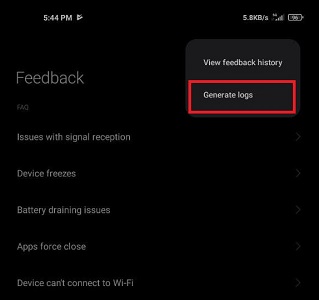 5:44 PM 5.8KB/s 96
View feedback history
Generate logs
Feedback
FAQ
Issues with signal reception
Device freezes
Battery draining issues
Apps force close
Device can't connect to Wi-Fi